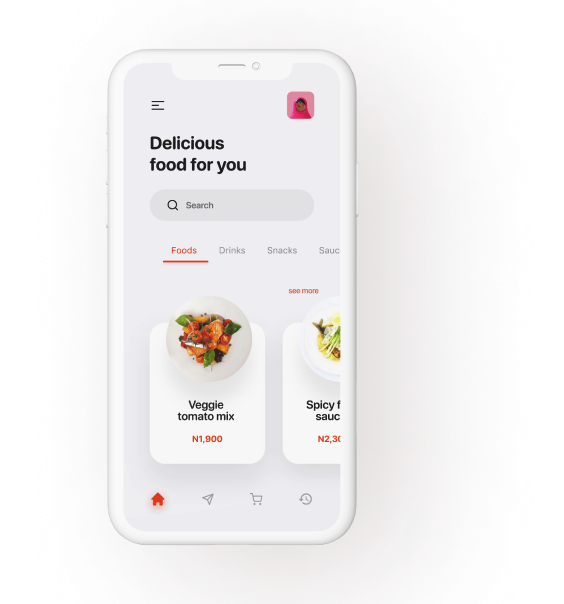 Delicious
food for you
Search
Foods Drinks Snacks Sauc
see more
Veggie
tomato mix
N1,900
Spicy f
sauc
N2,30